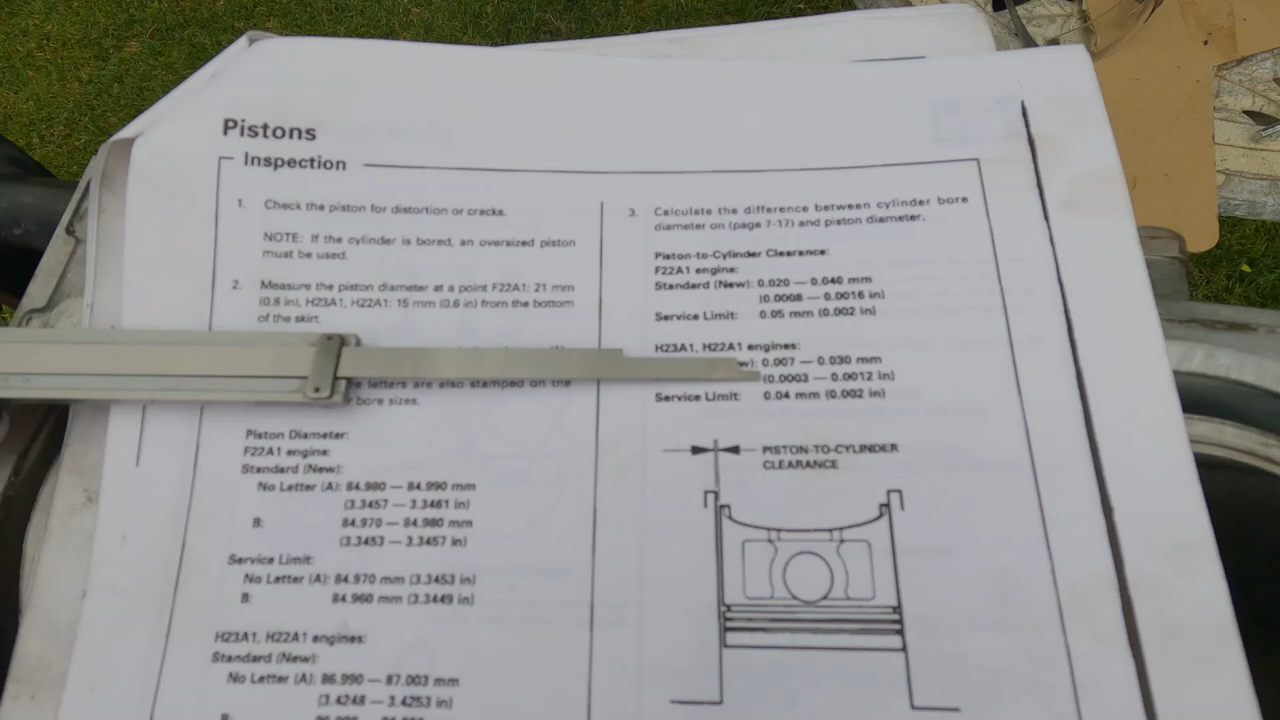 Pistons
Inspection
1. Check the piston for distortion or cracks.
NOTE: If the cylinder is bored, an oversized piston
must be used.
2. Measure the piston diameter at a point F22A1: 21 mm
(0.8 in), H23A1, H22A1: 15 mm (0.6 in) from the bottom
of the skirt.
letters are also stamped on the
bore sizes.
Piston Diameter:
F22A1 engine:
Standard (New):
No Letter (A): 84.980 — 84.990 mm
(3.3457 — 3.3461 in)
B: 84.970 — 84.980 mm
(3.3453 — 3.3457 in)
Service Limit:
No Letter (A): 84.970 mm (3.3453 in)
B: 84.960 mm (3.3449 in)
H23A1, H22A1 engines:
Standard (New):
No Letter (A): 86.990 — 87.003 mm
(3.4248 — 3.4253 in)
3. Calculate the difference between cylinder bore
diameter on (page 7-17) and piston diameter.
Piston-to-Cylinder Clearance:
F22A1 engine:
Standard (New): 0.020 — 0.040 mm
(0.0008 — 0.0016 in)
Service Limit: 0.05 mm (0.002 in)
H23A1, H22A1 engines:
w): 0.007 — 0.030 mm
(0.0003 — 0.0012 in)
Service Limit: 0.04 mm (0.002 in)
PISTON-TO-CYLINDER
CLEARANCE